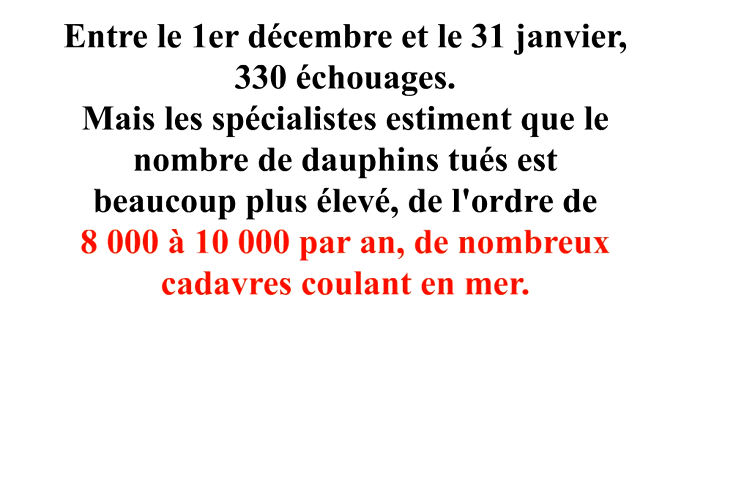 Entre le 1er décembre et le 31 janvier,
330 échouages.
Mais les spécialistes estiment que le
nombre de dauphins tués est
beaucoup plus élevé, de l'ordre de
8 000 à 10 000 par an, de nombreux
cadavres coulant en mer.